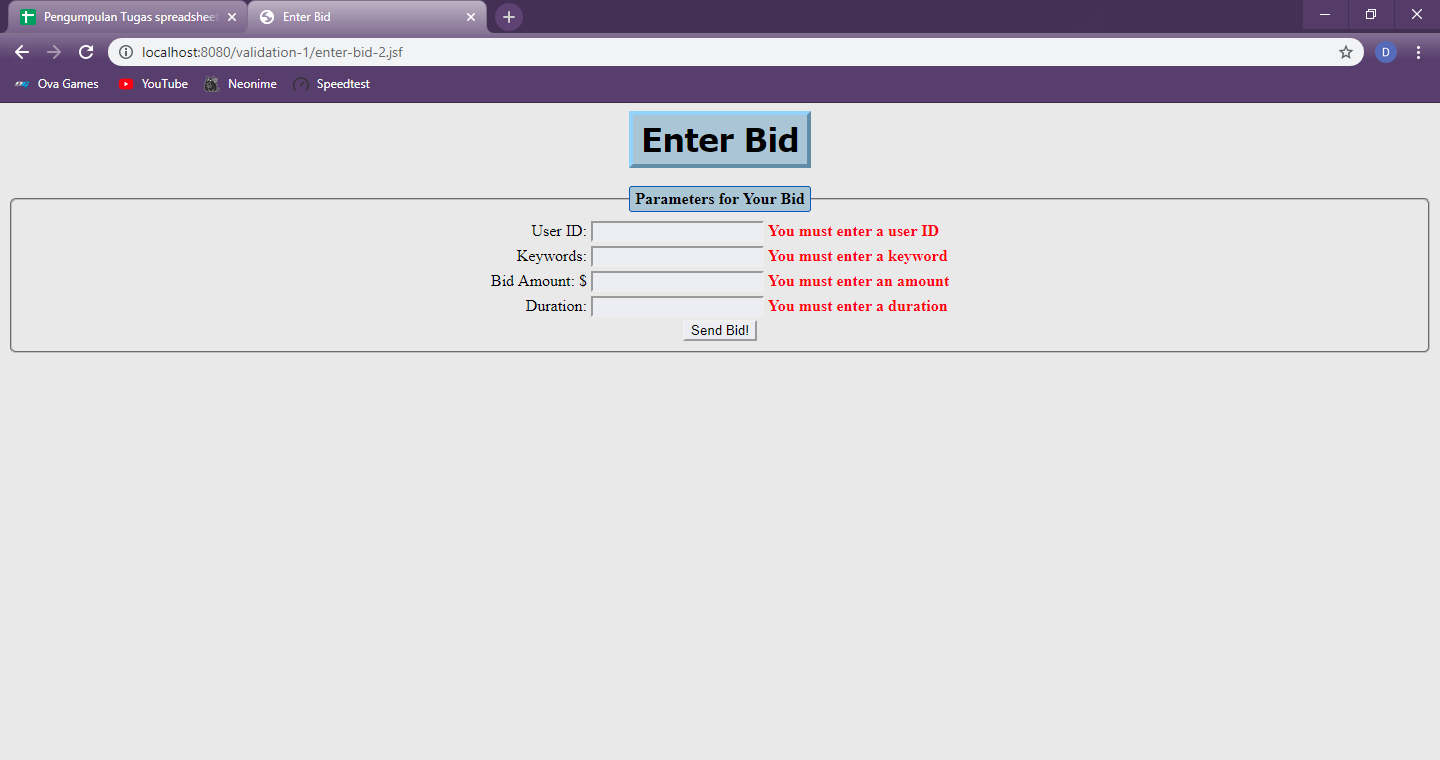 Pengumpulan Tugas spreadsheet
Enter Bid
localhost:8080/validation-1/enter-bid-2.jsf
D
Ova Games
YouTube
Neonime
Speedtest
Enter Bid
Parameters for Your Bid
User ID: You must enter a user ID
Keywords: You must enter a keyword
Bid Amount: $ You must enter an amount
Duration: You must enter a duration
Send Bid!